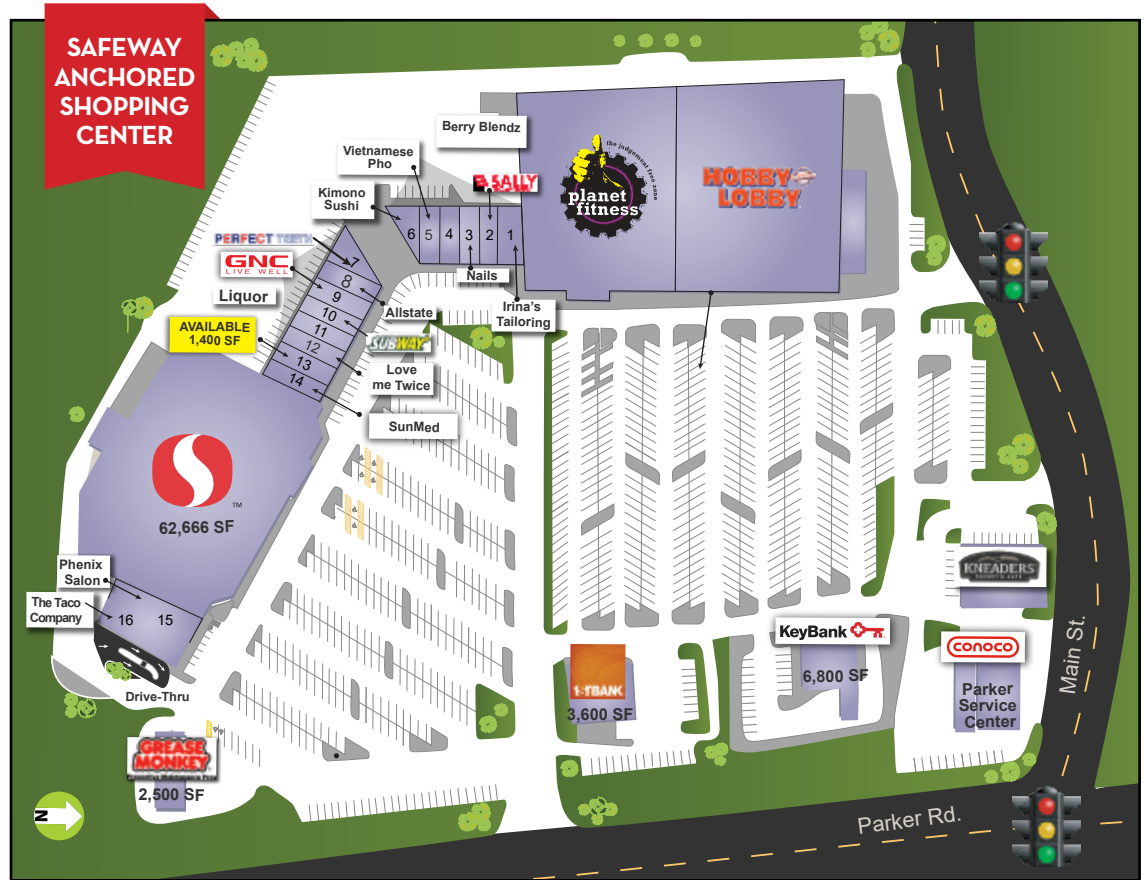 SAFEWAY
ANCHORED
SHOPPING
CENTER
Berry Blendz
Vietnamese
Pho
SALLY
Kimono
Sushi
the judgement free zone
planet
fitness
HOBBY
LOBBY
PERFECT TEETH
GNC
LIVE WELL
Liquor
AVAILABLE
1,400 SF
6
5
4
3
2
1
Nails
Irina's
Tailoring
7
8
9
10
11
12
13
14
Allstate
SUBWAY
Love
me Twice
SunMed
TM
62,666 SF
Phenix
Salon
The Taco
Company
16
15
Drive-Thru
GREASE
MONKEY
2,500 SF
N
1STBANK
3,600 SF
KeyBank
6,800 SF
KNEADERS
conoco
Parker
Service
Center
Main St.
Parker Rd.